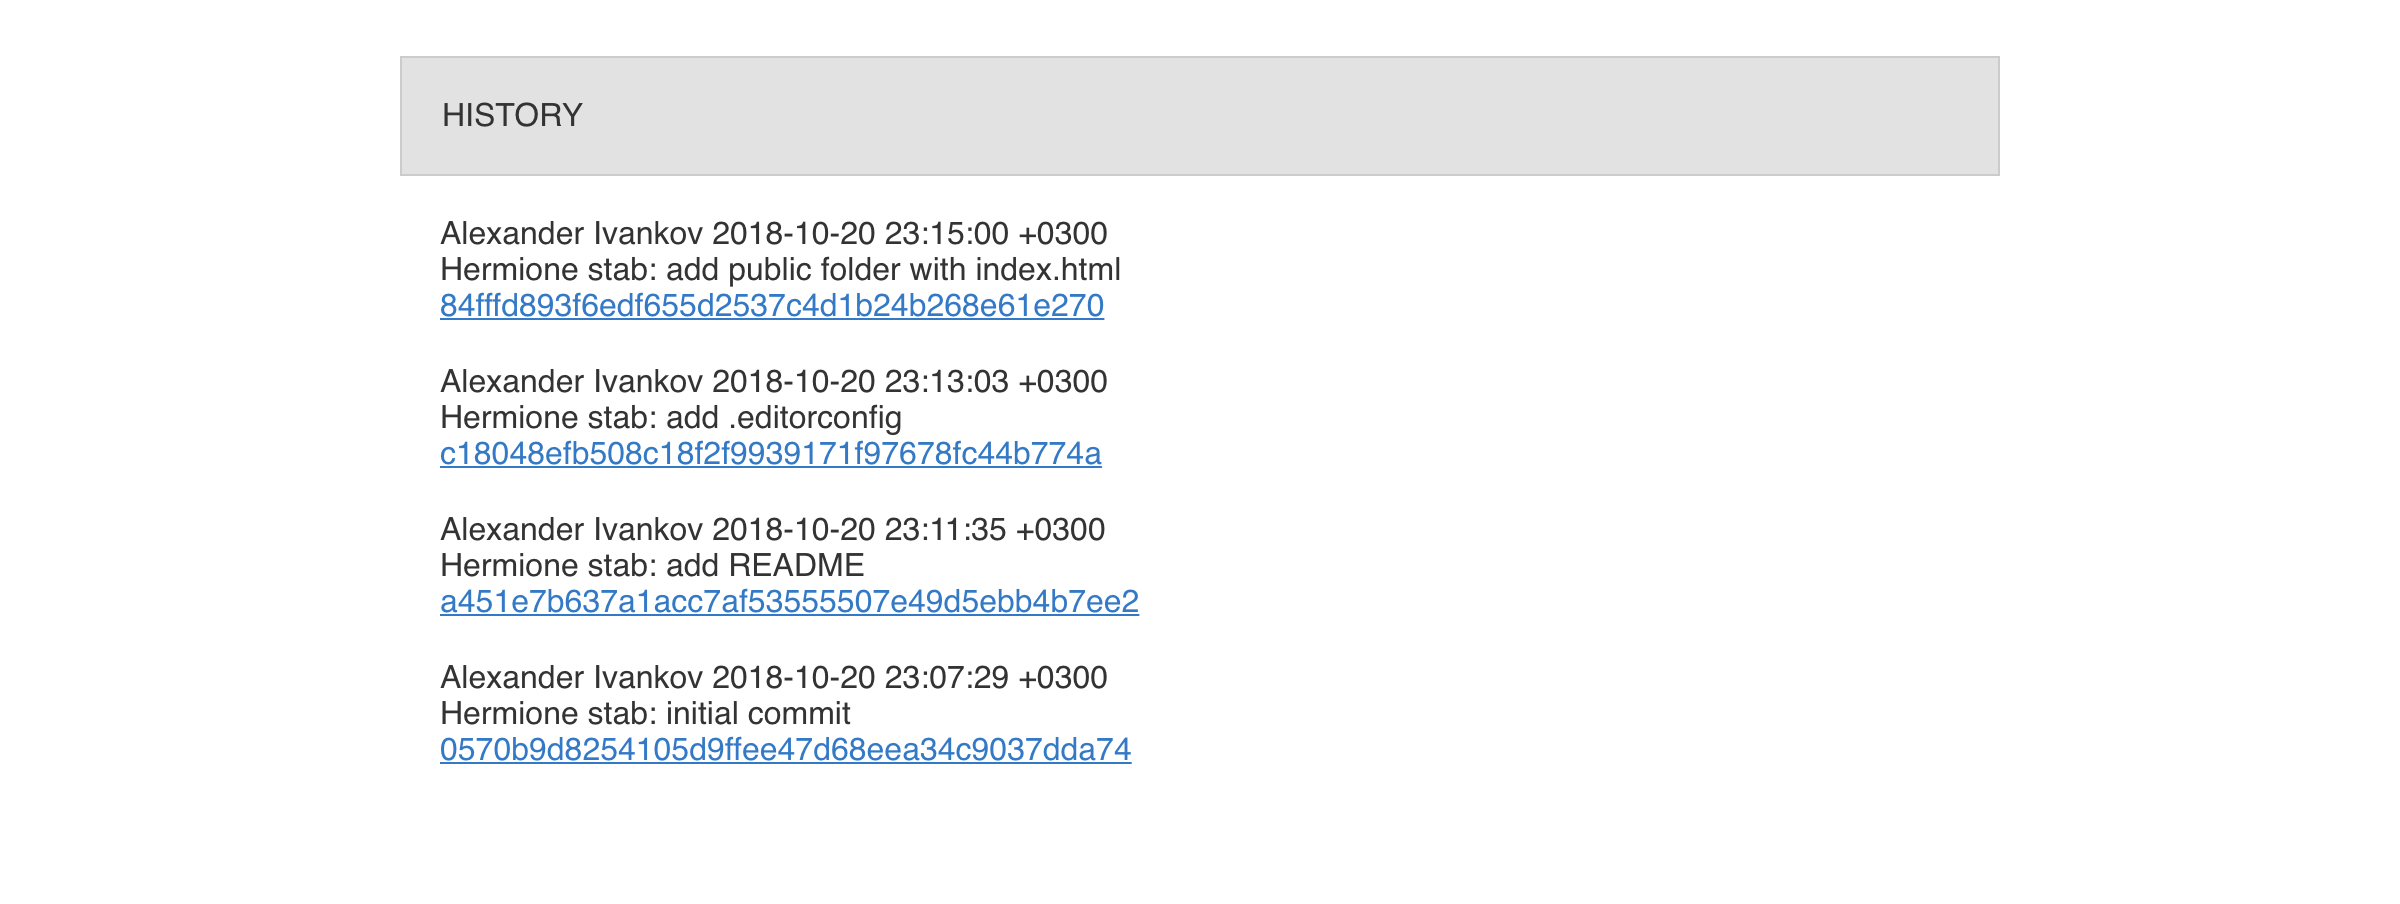 HISTORY
Alexander Ivankov 2018-10-20 23:15:00 +0300
Hermione stab: add public folder with index.html
84fffd893f6edf655d2537c4d1b24b268e61e270
Alexander Ivankov 2018-10-20 23:13:03 +0300
Hermione stab: add .editorconfig
c18048efb508c18f2f9939171f97678fc44b774a
Alexander Ivankov 2018-10-20 23:11:35 +0300
Hermione stab: add README
a451e7b637a1acc7af53555507e49d5ebb4b7ee2
Alexander Ivankov 2018-10-20 23:07:29 +0300
Hermione stab: initial commit
0570b9d8254105d9ffee47d68eea34c9037dda74